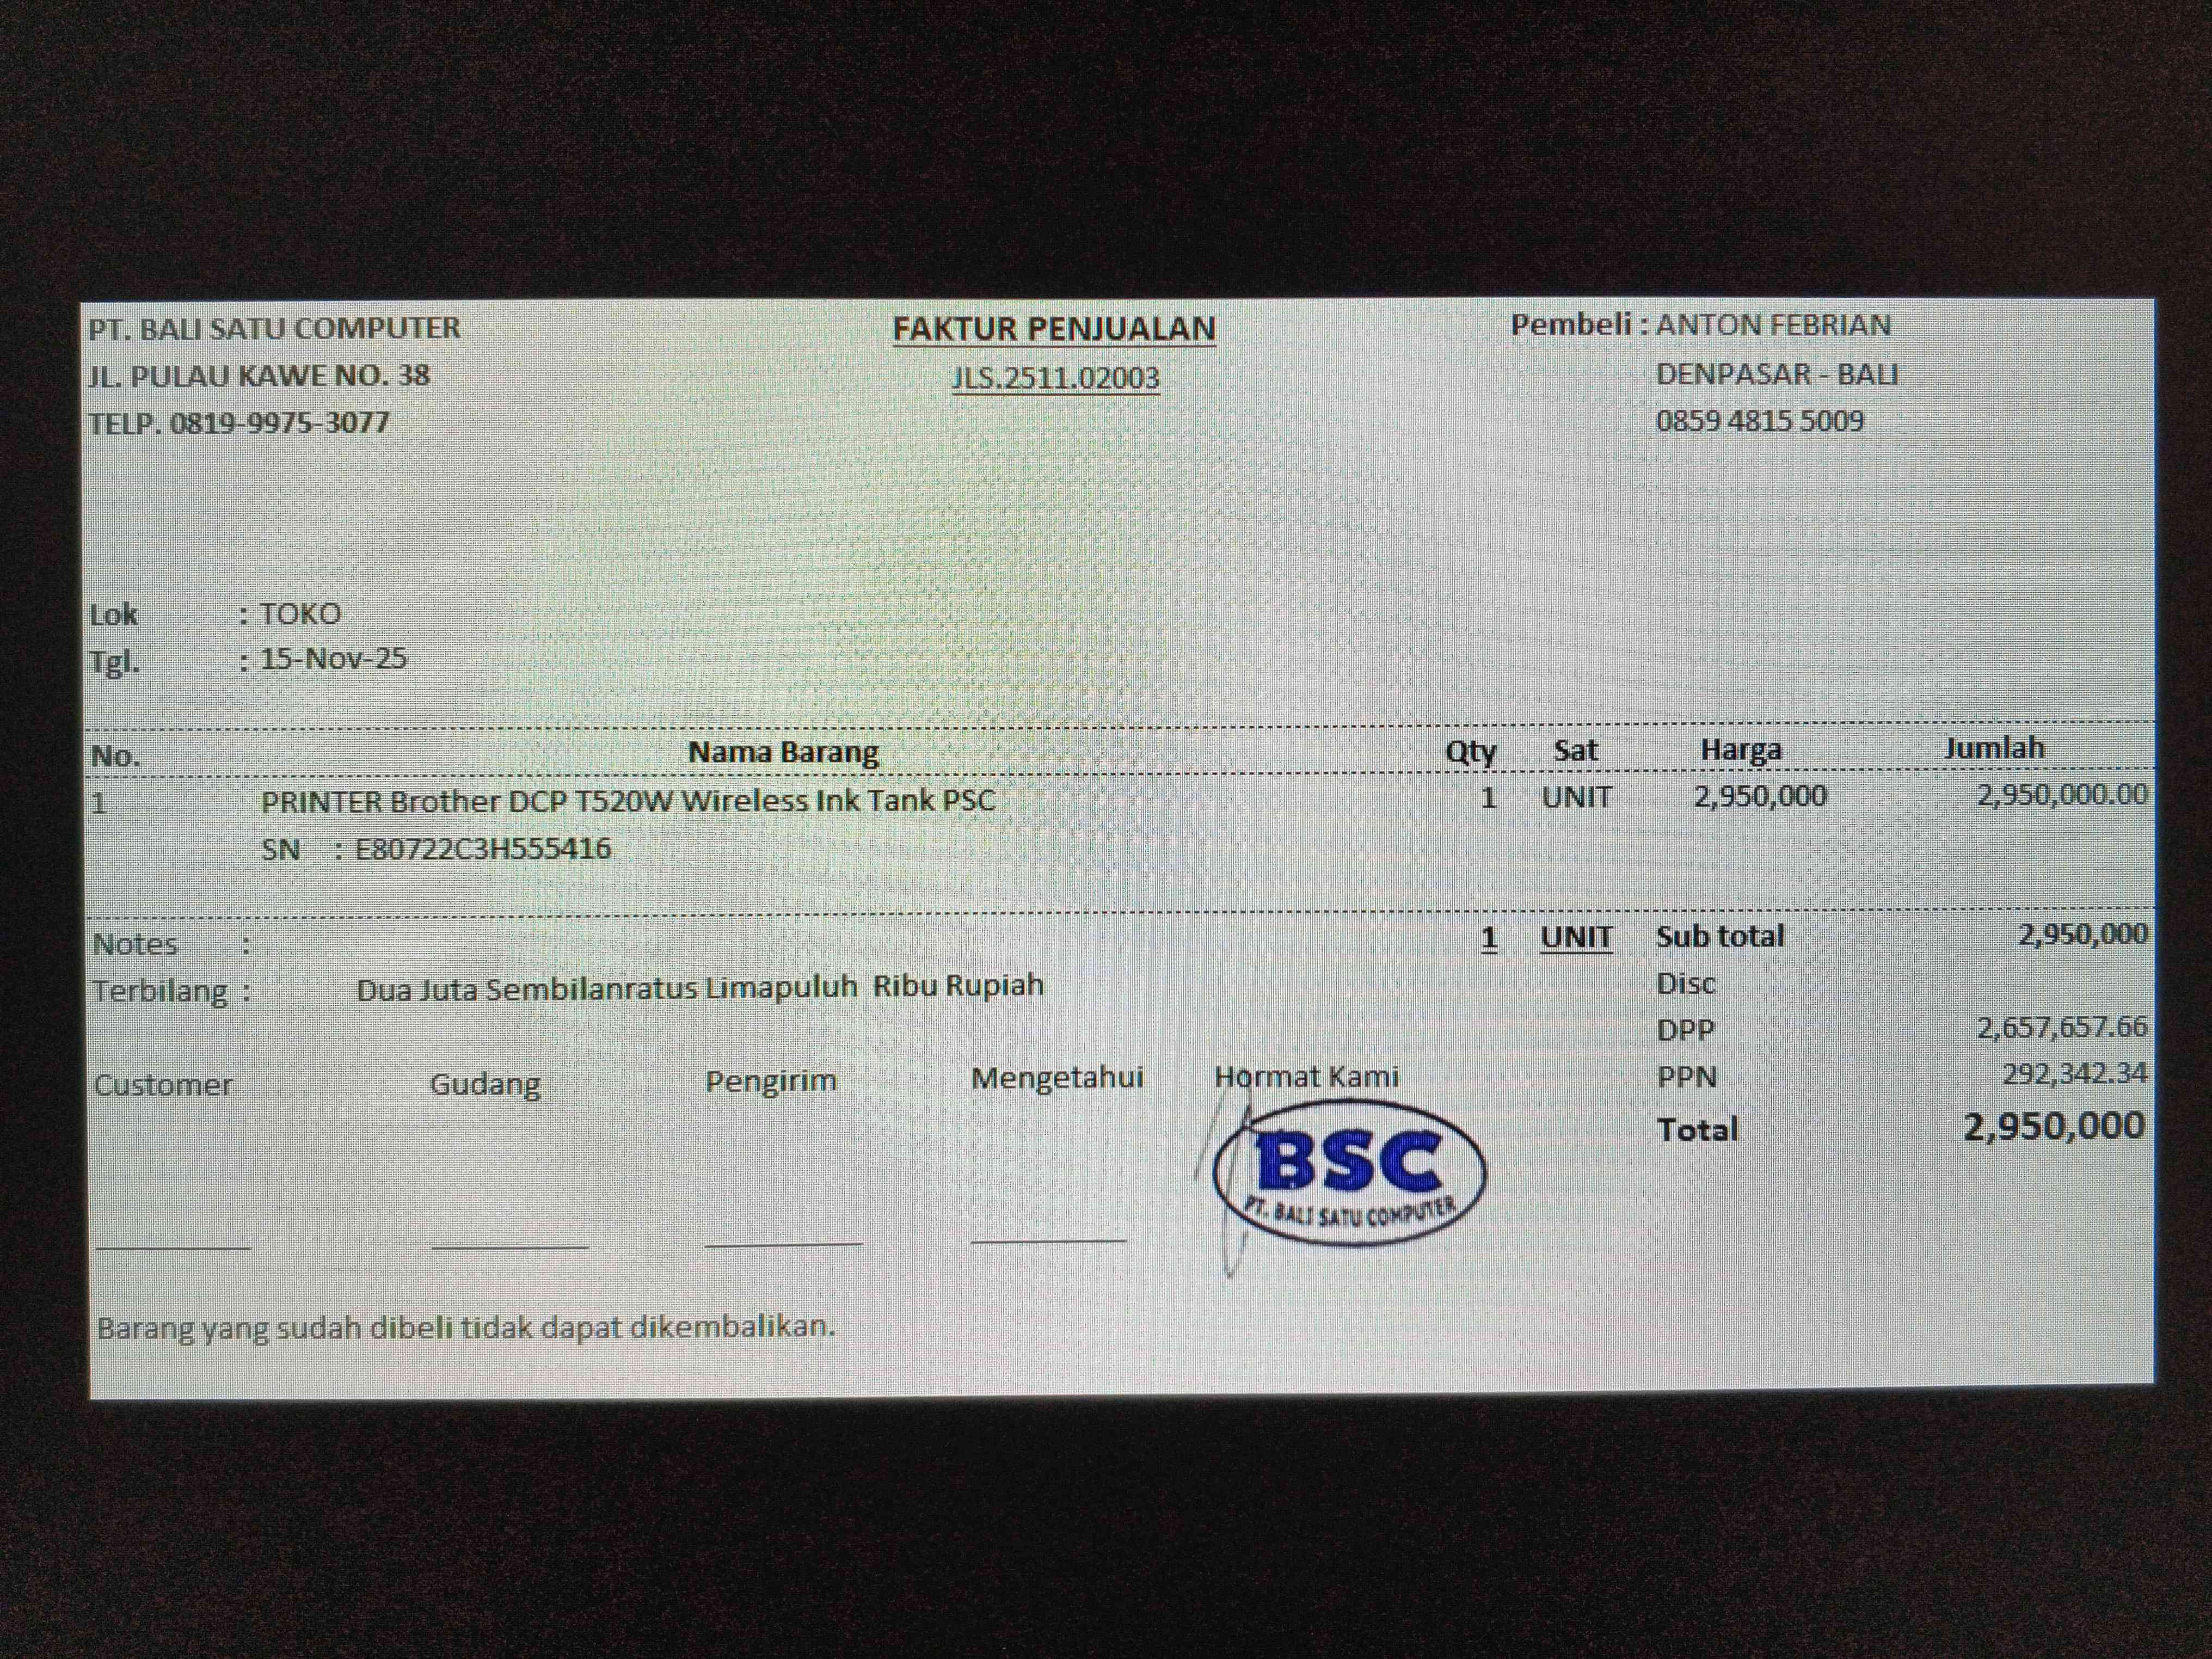 PT. BALI SATU COMPUTER
JL. PULAU KAWE NO. 38
TELP. 0819-9975-3077
FAKTUR PENJUALAN
JLS.2511.02003
Pembeli : ANTON FEBRIAN
DENPASAR - BALI
0859 4815 5009
Lok : TOKO
Tgl. : 15-Nov-25
No. Nama Barang Qty Sat Harga Jumlah
1 PRINTER Brother DCP T520W Wireless Ink Tank PSC 1 UNIT 2,950,000 2,950,000.00
SN : E80722C3H555416
Notes : 1 UNIT Sub total 2,950,000
Terbilang : Dua Juta Sembilanratus Limapuluh Ribu Rupiah Disc
DPP 2,657,657.66
Customer Gudang Pengirim Mengetahui Hormat Kami PPN 292,342.34
Total 2,950,000
BSC
PT. BALI SATU COMPUTER
Barang yang sudah dibeli tidak dapat dikembalikan.